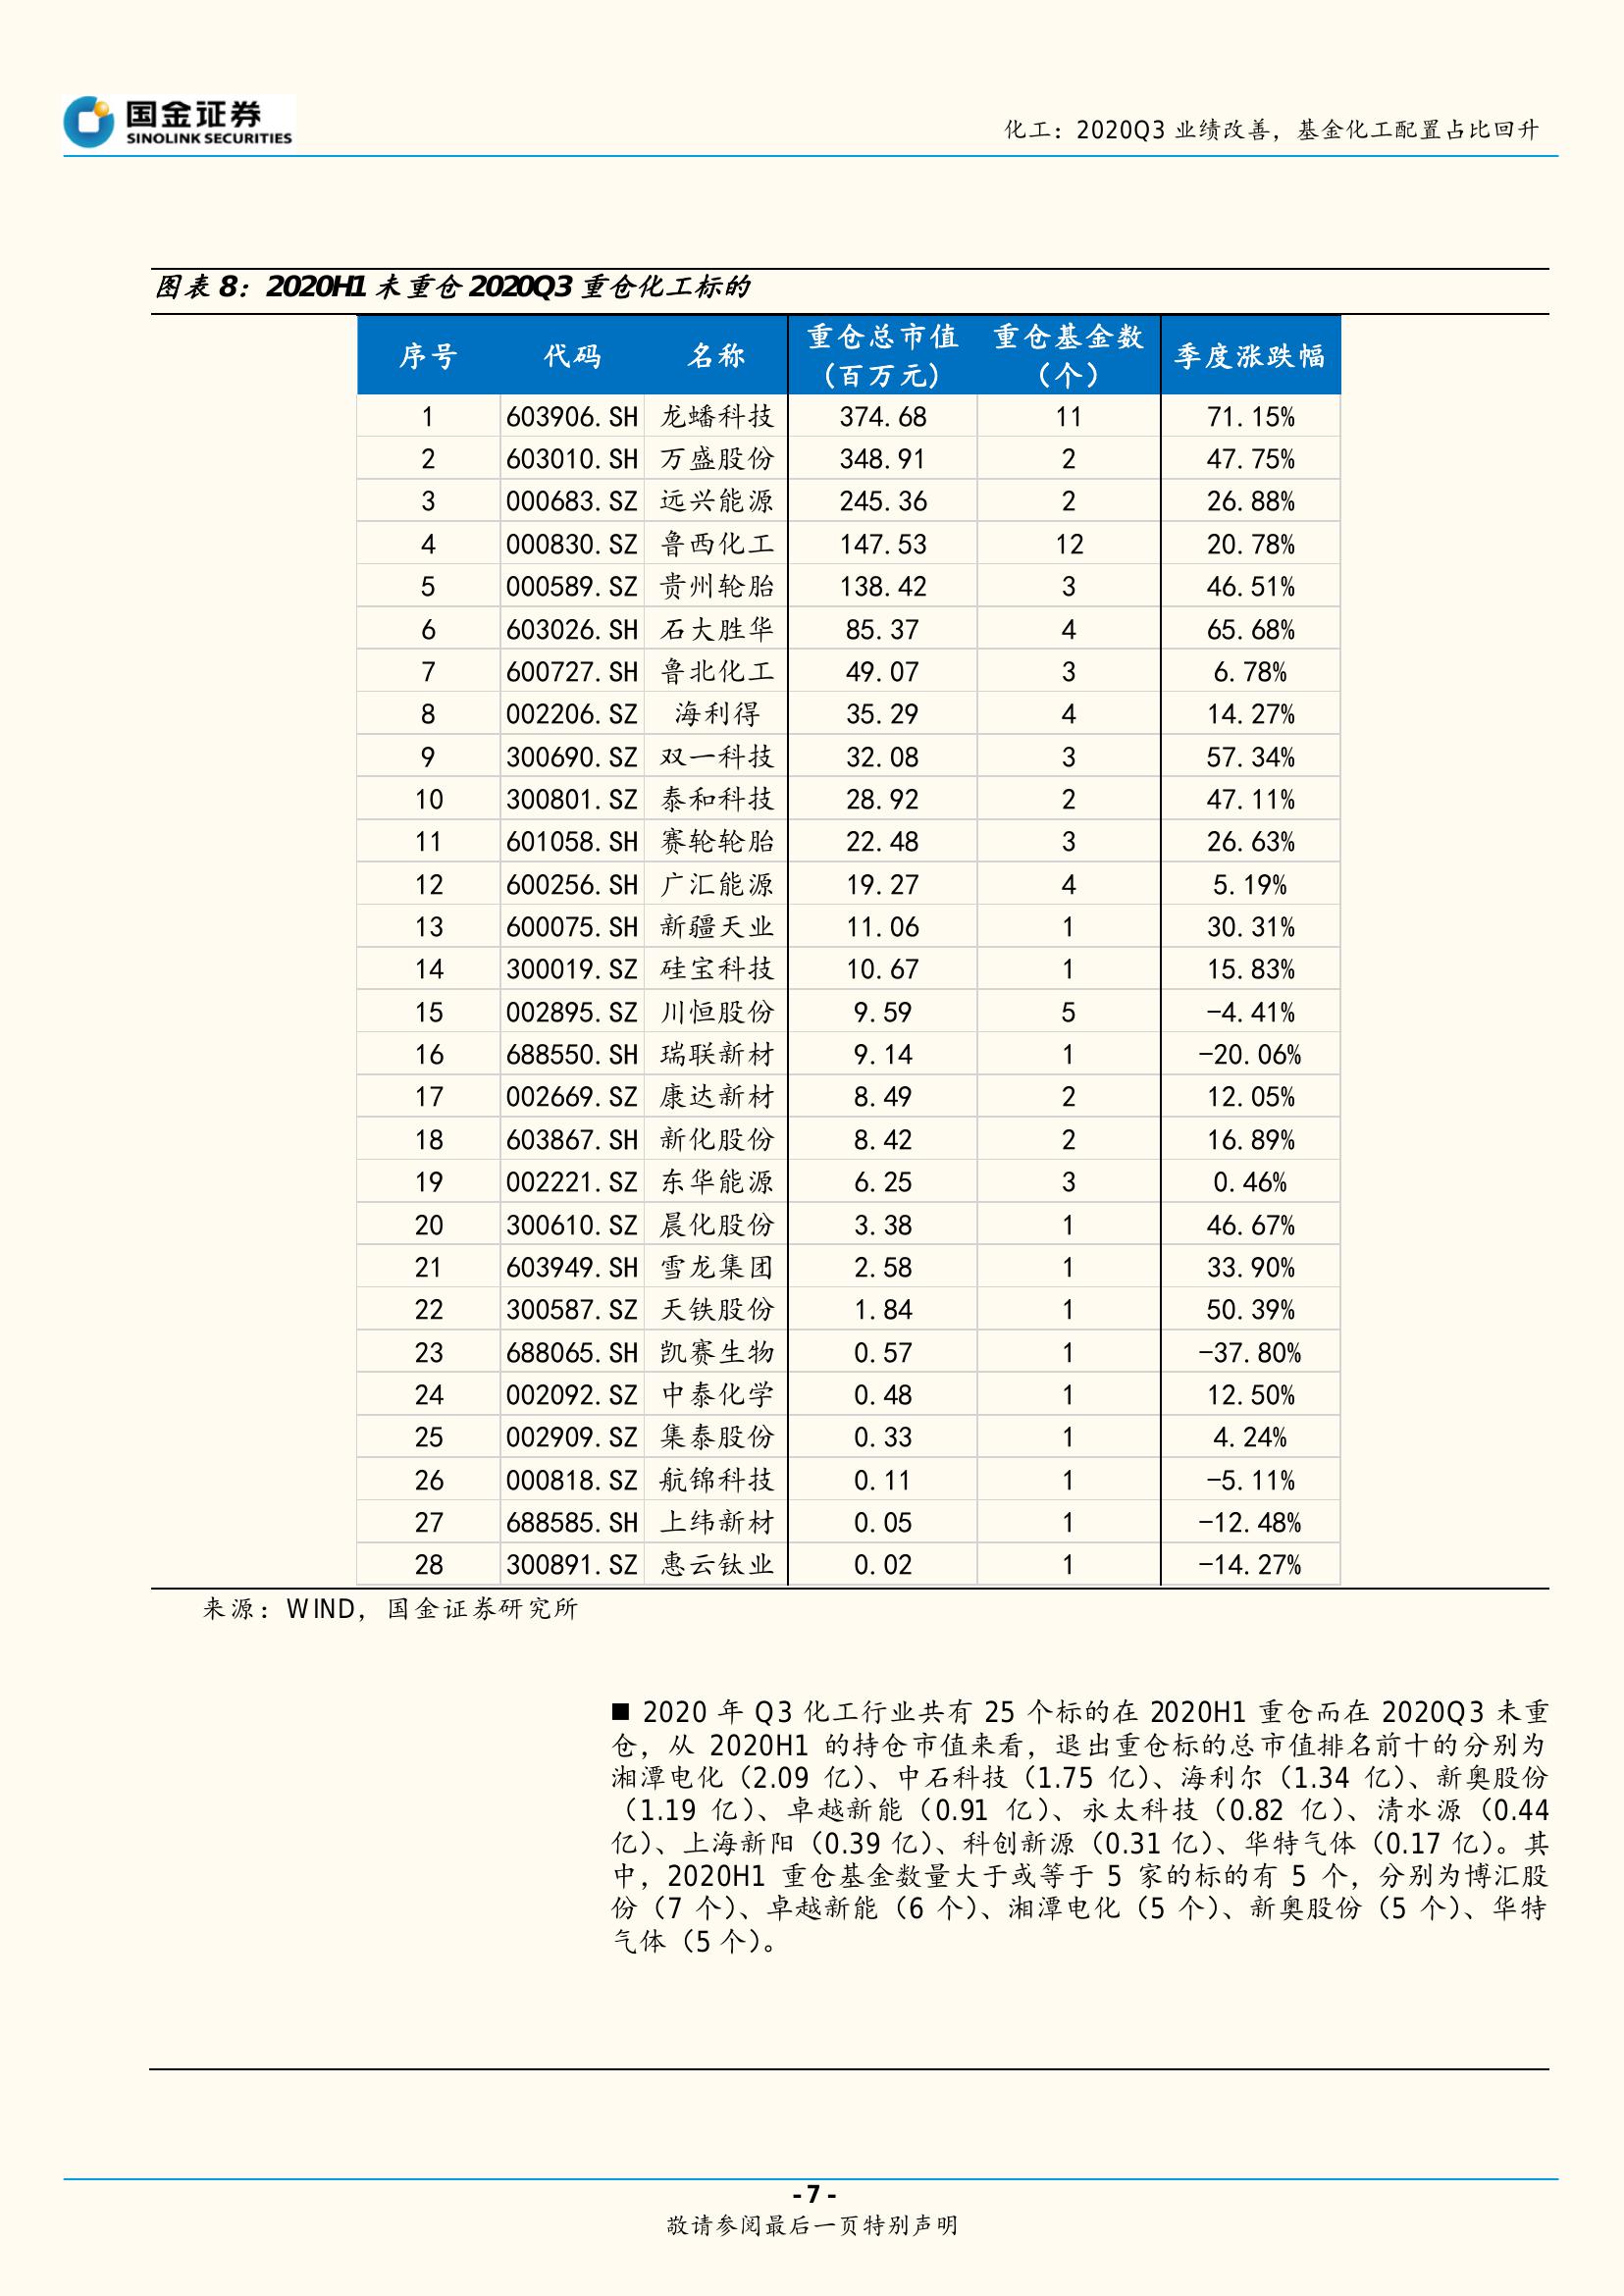 国金证券
SINOLINK SECURITIES
化工：2020Q3 业绩改善，基金化工配置占比回升
图表 8：2020H1 未重仓 2020Q3 重仓化工标的
序号 代码 名称 重仓总市值（百万元） 重仓基金数（个） 季度涨跌幅
1 603906.SH 龙蟠科技 374.68 11 71.15%
2 603010.SH 万盛股份 348.91 2 47.75%
3 000683.SZ 远兴能源 245.36 2 26.88%
4 000830.SZ 鲁西化工 147.53 12 20.78%
5 000589.SZ 贵州轮胎 138.42 3 46.51%
6 603026.SH 石大胜华 85.37 4 65.68%
7 600727.SH 鲁北化工 49.07 3 6.78%
8 002206.SZ 海利得 35.29 4 14.27%
9 300690.SZ 双一科技 32.08 3 57.34%
10 300801.SZ 泰和科技 28.92 2 47.11%
11 601058.SH 赛轮轮胎 22.48 3 26.63%
12 600256.SH 广汇能源 19.27 4 5.19%
13 600075.SH 新疆天业 11.06 1 30.31%
14 300019.SZ 硅宝科技 10.67 1 15.83%
15 002895.SZ 川恒股份 9.59 5 -4.41%
16 688550.SH 瑞联新材 9.14 1 -20.06%
17 002669.SZ 康达新材 8.49 2 12.05%
18 603867.SH 新化股份 8.42 2 16.89%
19 002221.SZ 东华能源 6.25 3 0.46%
20 300610.SZ 晨化股份 3.38 1 46.67%
21 603949.SH 雪龙集团 2.58 1 33.90%
22 300587.SZ 天铁股份 1.84 1 50.39%
23 688065.SH 凯赛生物 0.57 1 -37.80%
24 002092.SZ 中泰化学 0.48 1 12.50%
25 002909.SZ 集泰股份 0.33 1 4.24%
26 000818.SZ 航锦科技 0.11 1 -5.11%
27 688585.SH 上纬新材 0.05 1 -12.48%
28 300891.SZ 惠云钛业 0.02 1 -14.27%
来源：WIND，国金证券研究所
■ 2020 年 Q3 化工行业共有 25 个标的在 2020H1 重仓而在 2020Q3 未重
仓，从 2020H1 的持仓市值来看，退出重仓标的总市值排名前十的分别为
湘潭电化（2.09 亿）、中石科技（1.75 亿）、海利尔（1.34 亿）、新奥股份
（1.19 亿）、卓越新能（0.91 亿）、永太科技（0.82 亿）、清水源（0.44
亿）、上海新阳（0.39 亿）、科创新源（0.31 亿）、华特气体（0.17 亿）。其
中，2020H1 重仓基金数量大于或等于 5 家的标的有 5 个，分别为博汇股
份（7 个）、卓越新能（6 个）、湘潭电化（5 个）、新奥股份（5 个）、华特
气体（5 个）。
- 7 -
敬请参阅最后一页特别声明